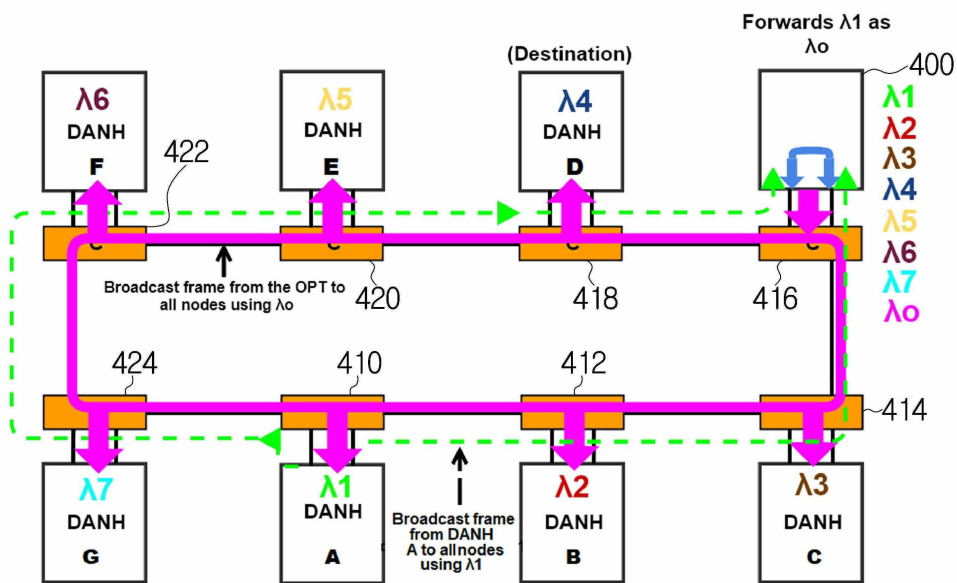 Forwards λ1 as
λo
(Destination)
400
λ6
DANH
F
λ5
DANH
E
λ4
DANH
D
λ1
λ2
λ3
λ4
λ5
λ6
λ7
λo
422
C
C
C
C
Broadcast frame from the OPT to
all nodes using λo
420
418
416
424
410
412
414
λ7
DANH
G
λ1
DANH
A
Broadcast frame
from DANH
A to all nodes
using λ1
λ2
DANH
B
λ3
DANH
C